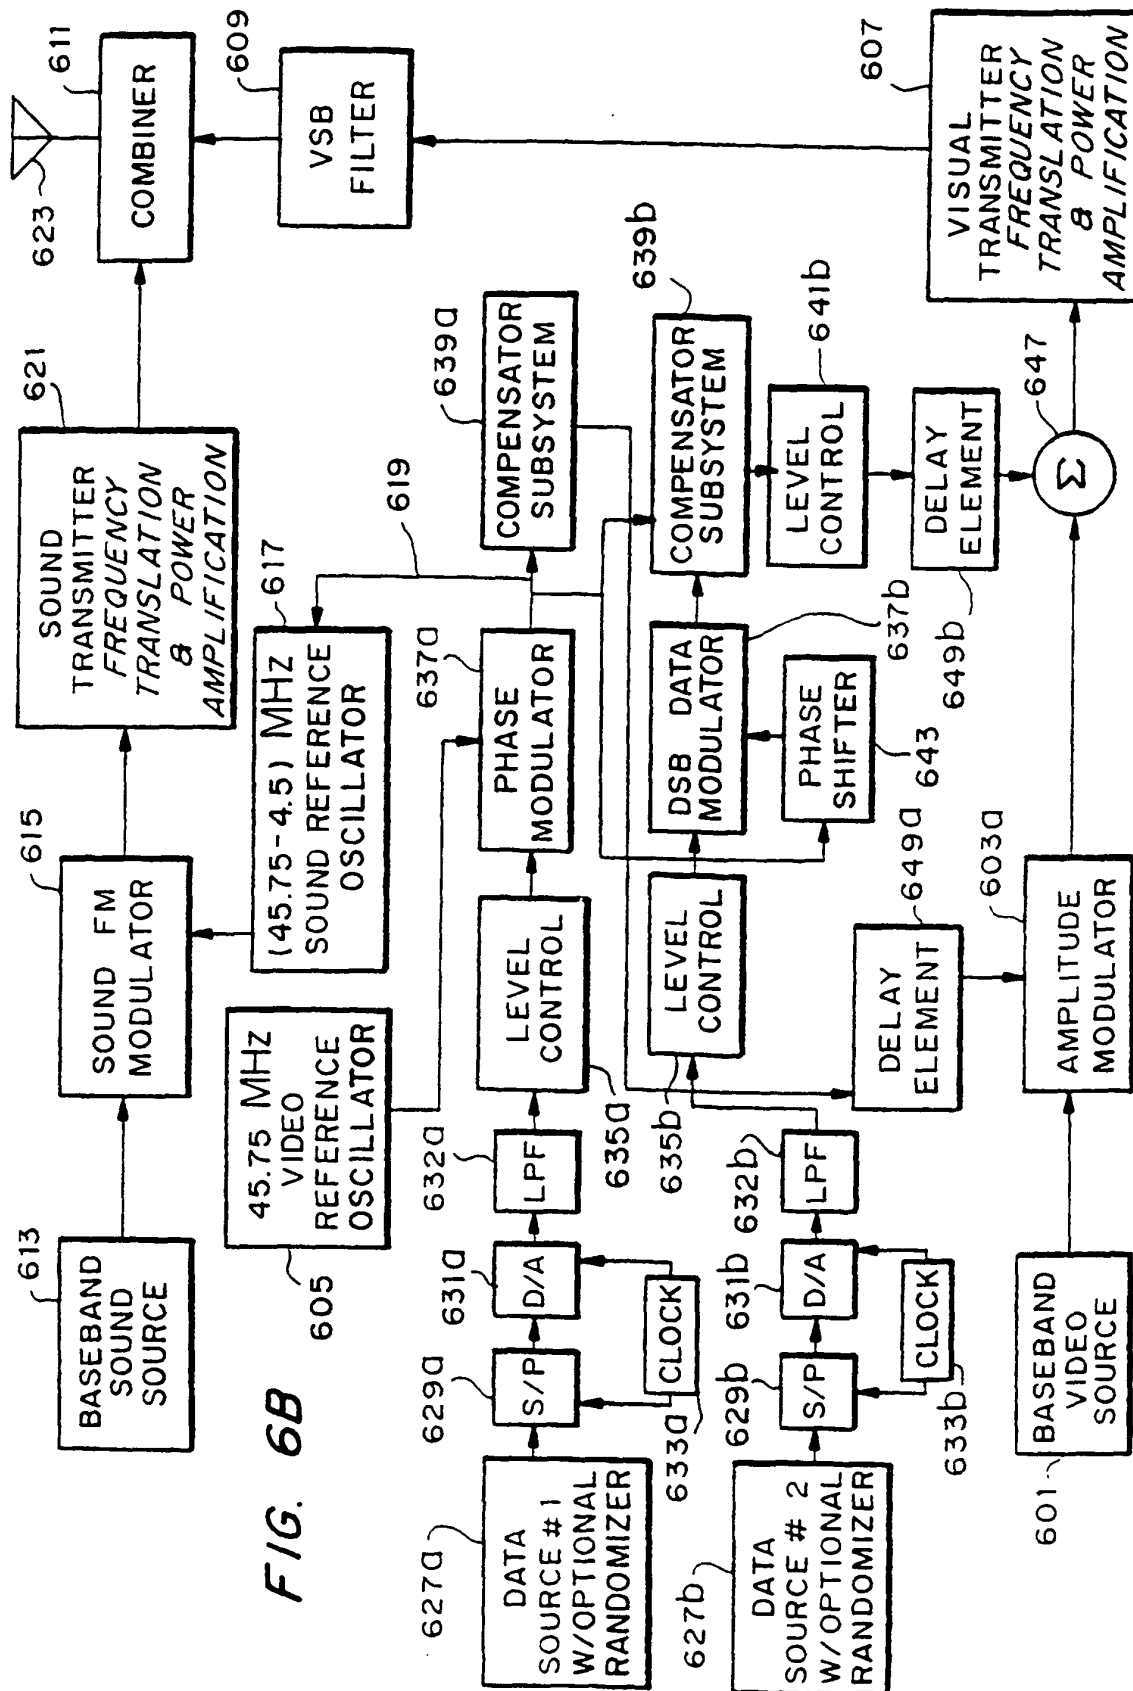 FIG. 6B
613
BASEBAND
SOUND
SOURCE
615
SOUND FM
MODULATOR
621
SOUND
TRANSMITTER
FREQUENCY
TRANSLATION
& POWER
AMPLIFICATION
623
611
COMBINER
605
45.75 MHZ
VIDEO
REFERENCE
OSCILLATOR
617
(45.75-4.5) MHZ
SOUND REFERENCE
OSCILLATOR
619
609
VSB
FILTER
627a
DATA
SOURCE #1
W/OPTIONAL
RANDOMIZER
629a
S/P
631a
D/A
632a
LPF
633a
CLOCK
635a
LEVEL
CONTROL
637a
PHASE
MODULATOR
639a
COMPENSATOR
SUBSYSTEM
627b
DATA
SOURCE # 2
W/OPTIONAL
RANDOMIZER
629b
S/P
631b
D/A
632b
LPF
633b
CLOCK
635b
LEVEL
CONTROL
DSB DATA
MODULATOR
637b
639b
COMPENSATOR
SUBSYSTEM
PHASE
SHIFTER
643
LEVEL
CONTROL
641b
DELAY
ELEMENT
649b
DELAY
ELEMENT
649a
601
BASEBAND
VIDEO
SOURCE
603a
AMPLITUDE
MODULATOR
Σ
647
607
VISUAL
TRANSMITTER
FREQUENCY
TRANSLATION
& POWER
AMPLIFICATION